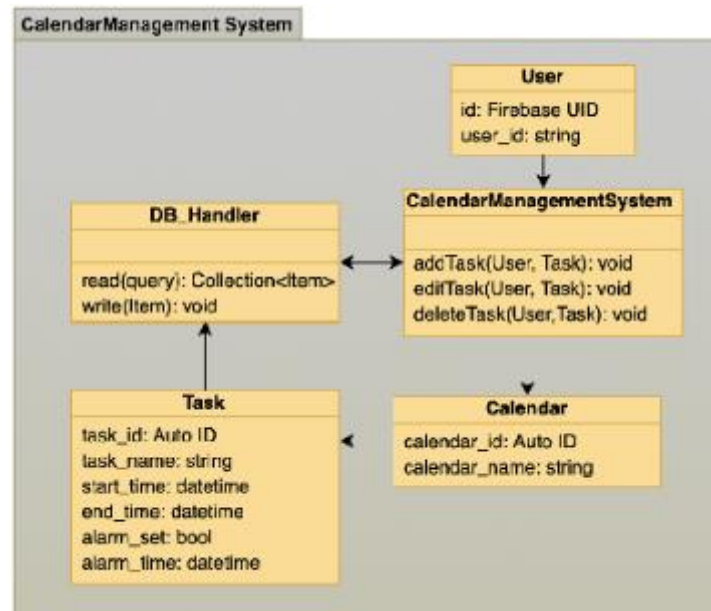 CalendarManagement System
User
id: Firebase UID
user_id: string
CalendarManagementSystem
addTask(User, Task): void
editTask(User, Task): void
deleteTask(User,Task): void
DB_Handler
read(query): Collection<Item>
write(Item): void
Task
task_id: Auto ID
task_name: string
start_time: datetime
end_time: datetime
alarm_set: bool
alarm_time: datetime
Calendar
calendar_id: Auto ID
calendar_name: string